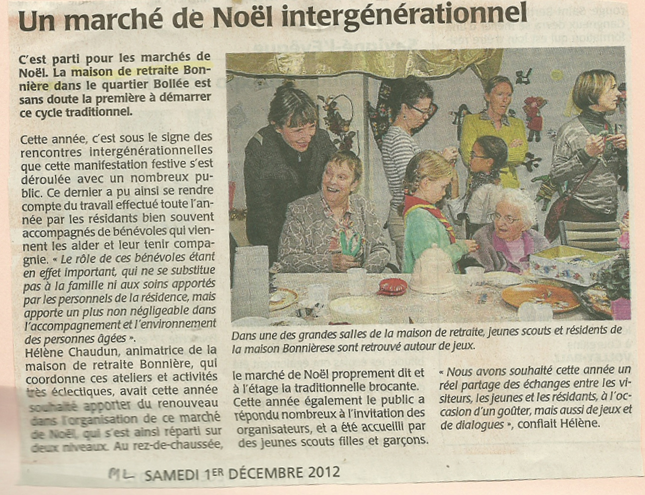 Un marché de Noël intergénérationnel
C'est parti pour les marchés de
Noël. La maison de retraite Bon-
nière dans le quartier Bollée est
sans doute la première à démarrer
ce cycle traditionnel.
Cette année, c'est sous le signe des
rencontres intergénérationnelles
que cette manifestation festive s'est
déroulée avec un nombreux pu-
blic. Ce dernier a pu ainsi se rendre
compte du travail effectué toute l'an-
née par les résidants bien souvent
accompagnés de bénévoles qui vien-
nent les aider et leur tenir compa-
gnie. « Le rôle de ces bénévoles étant
en effet important, qui ne se substitue
pas à la famille ni aux soins apportés
par les personnels de la résidence, mais
apporte un plus non négligeable dans
l'accompagnement et l'environnement
des personnes âgées ».
Hélène Chaudun, animatrice de la
maison de retraite Bonnière, qui
coordonne ces ateliers et activités
très éclectiques, avait cette année
souhaité apporter du renouveau
dans l'organisation de ce marché
de Noël, qui s'est ainsi réparti sur
deux niveaux. Au rez-de-chaussée,
Dans une des grandes salles de la maison de retraite, jeunes scouts et résidents de
la maison Bonnièrese sont retrouvé autour de jeux.
le marché de Noël proprement dit et
à l'étage la traditionnelle brocante.
Cette année également le public a
répondu nombreux à l'invitation des
organisateurs, et a été accueilli par
des jeunes scouts filles et garçons.
« Nous avons souhaité cette année un
réel partage des échanges entre les vi-
siteurs, les jeunes et les résidants, à l'oc-
casion d'un goûter, mais aussi de jeux et
de dialogues », confiait Hélène.
ML SAMEDI 1ER DÉCEMBRE 2012